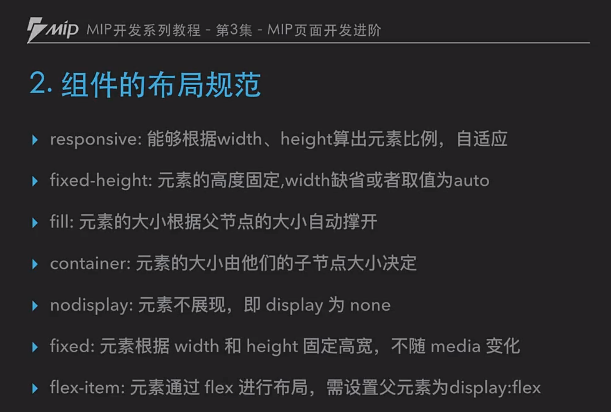 mip MIP开发系列教程 - 第3集 - MIP页面开发进阶
2. 组件的布局规范
responsive: 能够根据width、height算出元素比例，自适应
fixed-height: 元素的高度固定,width缺省或者取值为auto
fill: 元素的大小根据父节点的大小自动撑开
container: 元素的大小由他们的子节点大小决定
nodisplay: 元素不展现，即 display 为 none
fixed: 元素根据 width 和 height 固定高宽，不随 media 变化
flex-item: 元素通过 flex 进行布局，需设置父元素为display:flex